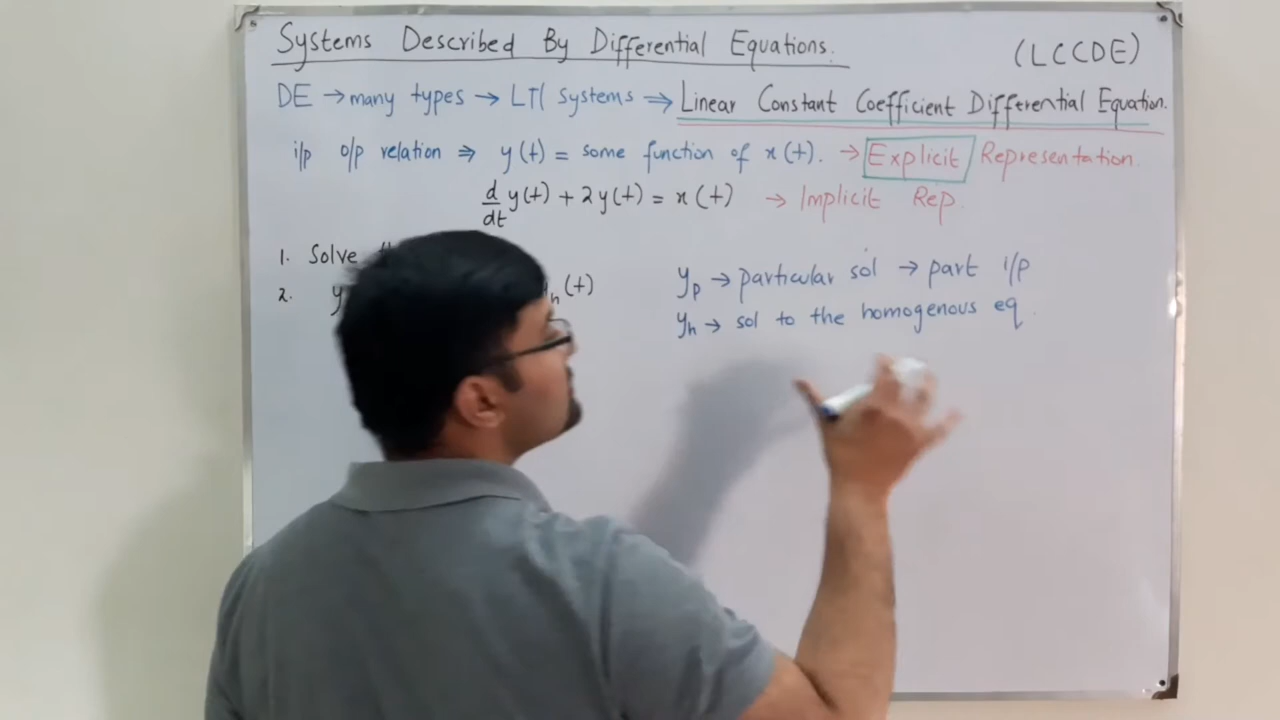 Systems Described By Differential Equations. (LCCDE)
DE → many types → LTI systems ⇒ Linear Constant Coefficient Differential Equation.
i/p o/p relation ⇒ y(t) = some function of x(t). → Explicit Representation.
d/dt y(t) + 2y(t) = x(t) → Implicit Rep.
1. Solve
2. y h(t)
yp → particular sol → part i/p
yh → sol to the homogenous eq.